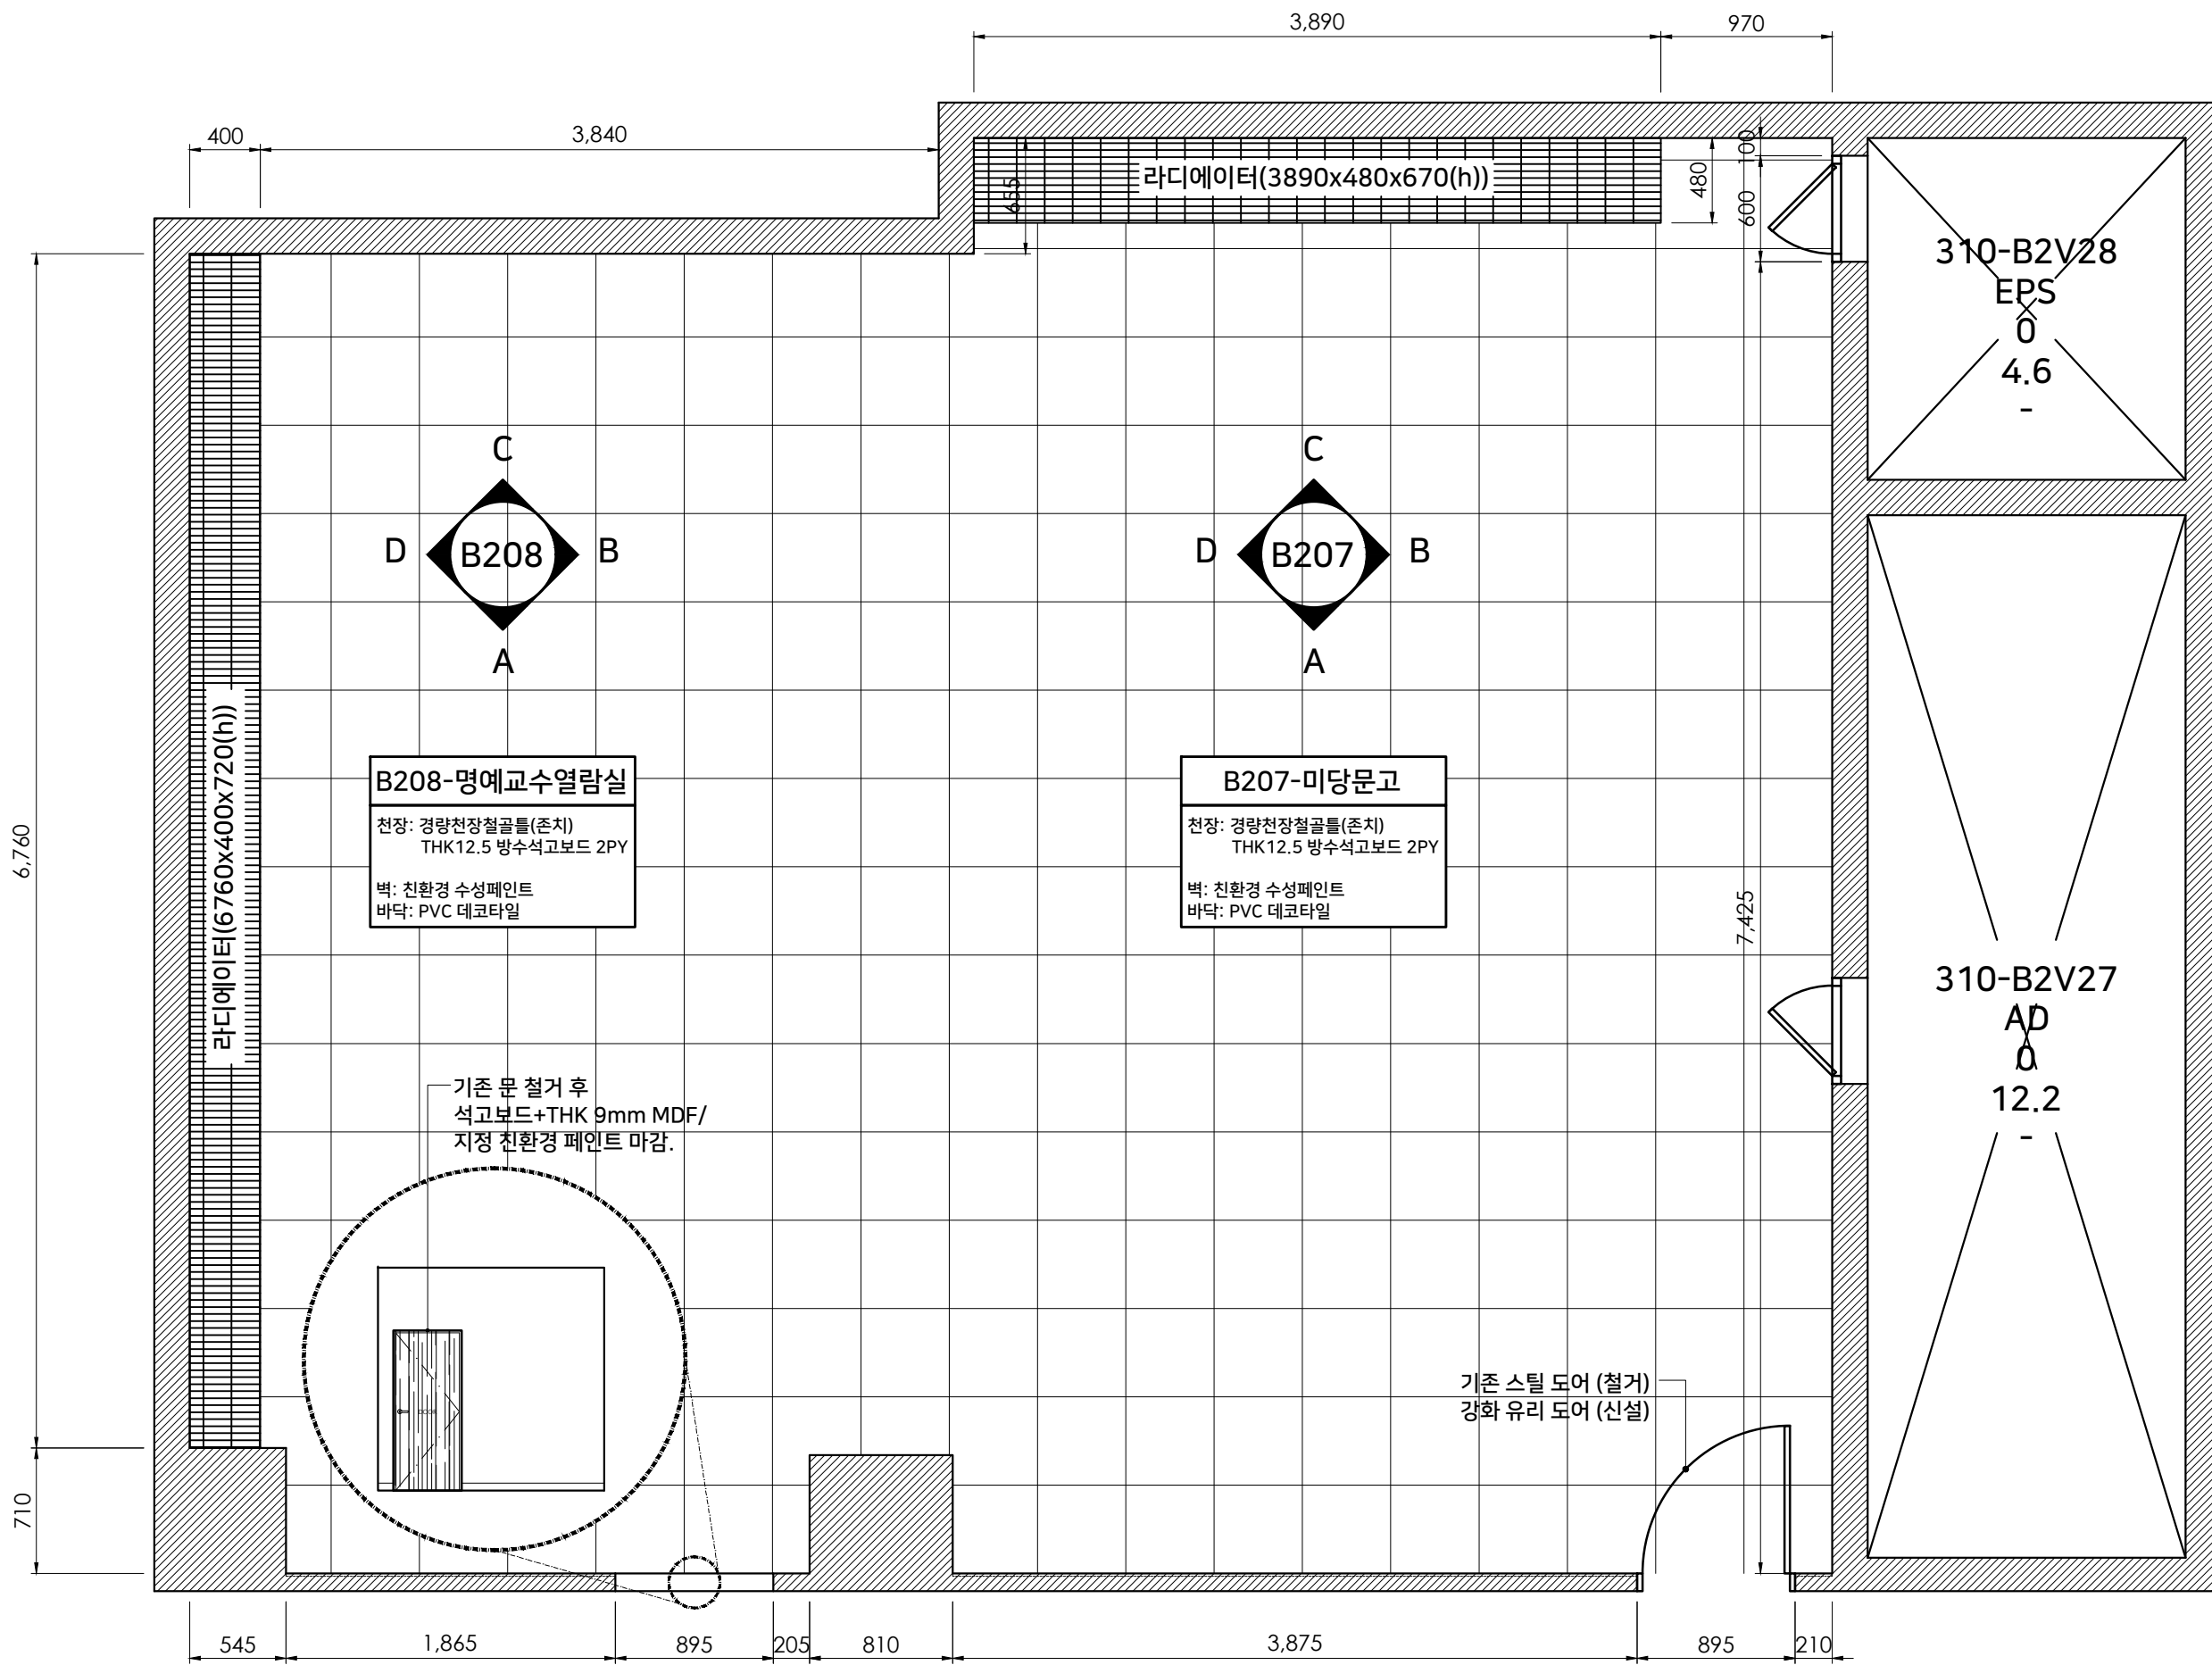 3,890
970
400
3,840
라디에이터(3890x480x670(h))
655
480
100
600
310-B2V28
EPS
0
4.6
-
C
D
B208
B
A
C
D
B207
B
A
6,760
라디에이터(6760x400x720(h))
B208-명예교수열람실
천장: 경량천장철골틀(존치)
THK12.5 방수석고보드 2PY
벽: 친환경 수성페인트
바닥: PVC 데코타일
B207-미당문고
천장: 경량천장철골틀(존치)
THK12.5 방수석고보드 2PY
벽: 친환경 수성페인트
바닥: PVC 데코타일
7,425
310-B2V27
AD
0
12.2
-
기존 문 철거 후
석고보드+THK 9mm MDF/
지정 친환경 페인트 마감.
기존 스틸 도어 (철거)
강화 유리 도어 (신설)
710
545
1,865
895
205
810
3,875
895
210